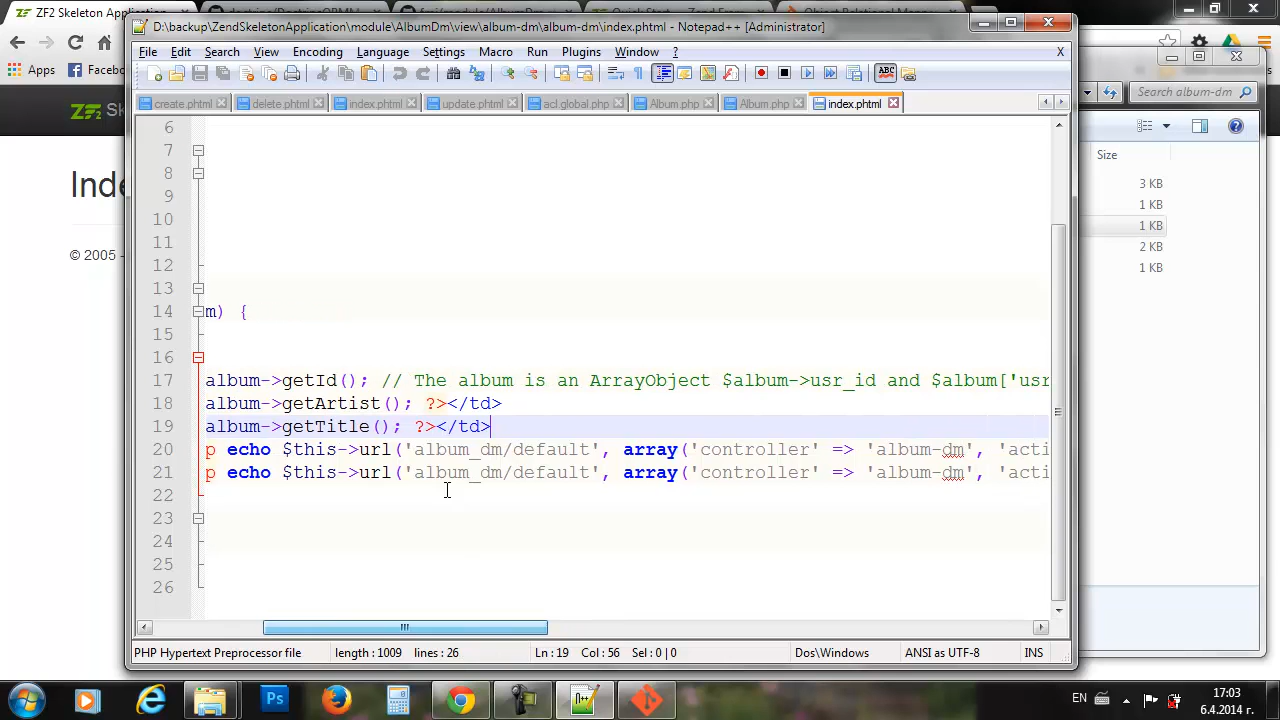 ZF2 Skeleton Application
D:\backup\ZendSkeletonApplication\module\AlbumDm\view\album-dm\album-dm\index.phtml - Notepad++ [Administrator]
File Edit Search View Encoding Language Settings Macro Run Plugins Window ? X
Apps
Facebo
Search album-dm
create.phtml delete.phtml index.phtml update.phtml acl.global.php Album.php Album.php index.phtml
ZF2 Sk
Size
Inde
3 KB
1 KB
1 KB
2 KB
1 KB
© 2005 -
6
7
8
9
10
11
12
13
14 m) {
15
16
17 album->getId(); // The album is an ArrayObject $album->usr_id and $album['usr
18 album->getArtist(); ?></td>
19 album->getTitle(); ?></td>
20 p echo $this->url('album_dm/default', array('controller' => 'album-dm', 'acti
21 p echo $this->url('album_dm/default', array('controller' => 'album-dm', 'acti
22
23
24
25
26
PHP Hypertext Preprocessor file length : 1009 lines : 26 Ln : 19 Col : 56 Sel : 0 | 0 Dos\Windows ANSI as UTF-8 INS
Ps
EN
17:03
6.4.2014 г.